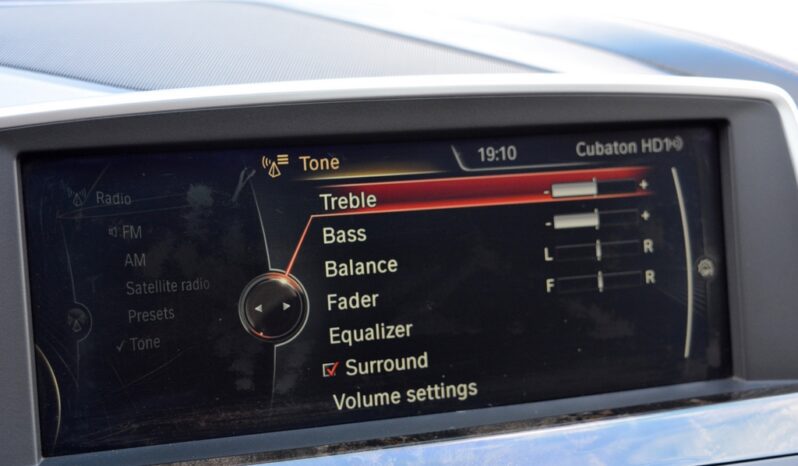 Tone 19:10 Cubaton HD1
Radio
FM
AM
Satellite radio
Presets
Tone
Treble - +
Bass - +
Balance L R
Fader F R
Equalizer
Surround
Volume settings